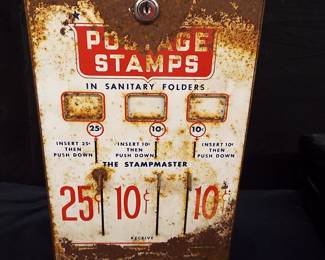 POSTAGE
STAMPS
IN SANITARY FOLDERS
25¢ 10¢ 10¢
INSERT 25¢ INSERT 10¢ INSERT 10¢
THEN THEN THEN
PUSH DOWN PUSH DOWN PUSH DOWN
THE STAMPMASTER
25¢ 10¢ 10¢
RECEIVE